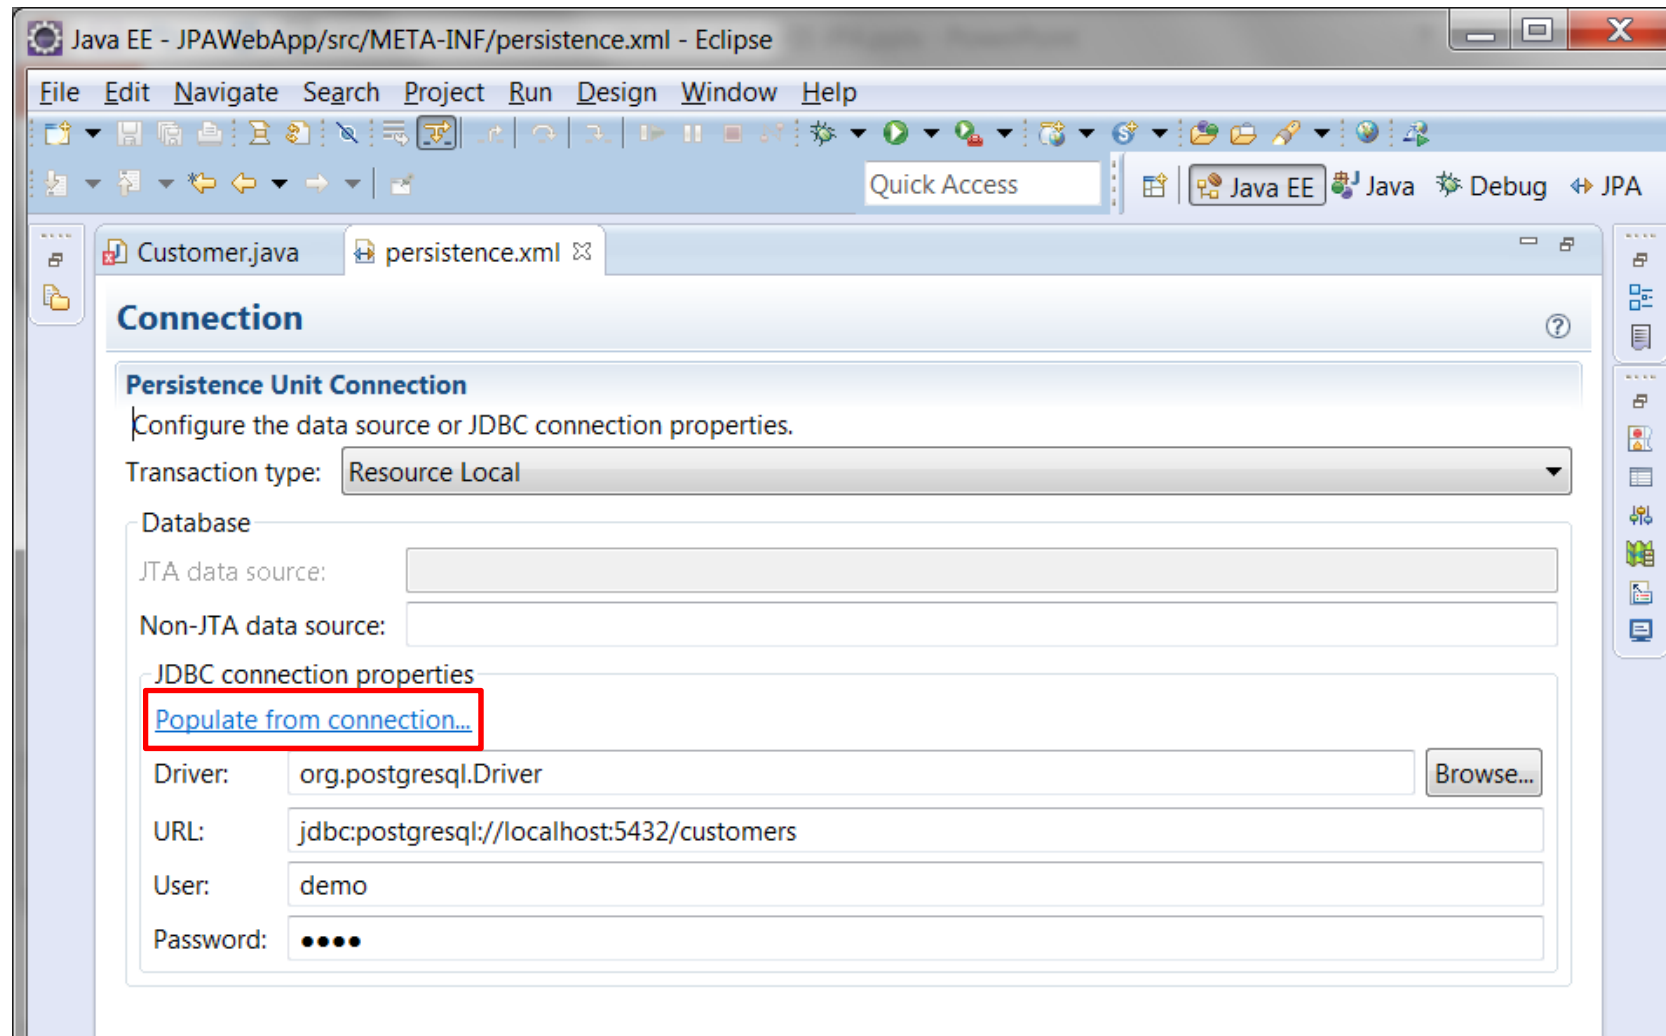 Java EE - JPAWebApp/src/META-INF/persistence.xml - Eclipse
File Edit Navigate Search Project Run Design Window Help
Quick Access Java EE Java Debug JPA
Customer.java persistence.xml
Connection
Persistence Unit Connection
Configure the data source or JDBC connection properties.
Transaction type: Resource Local
Database
JTA data source:
Non-JTA data source:
JDBC connection properties
Populate from connection...
Driver: org.postgresql.Driver Browse...
URL: jdbc:postgresql://localhost:5432/customers
User: demo
Password: ●●●●